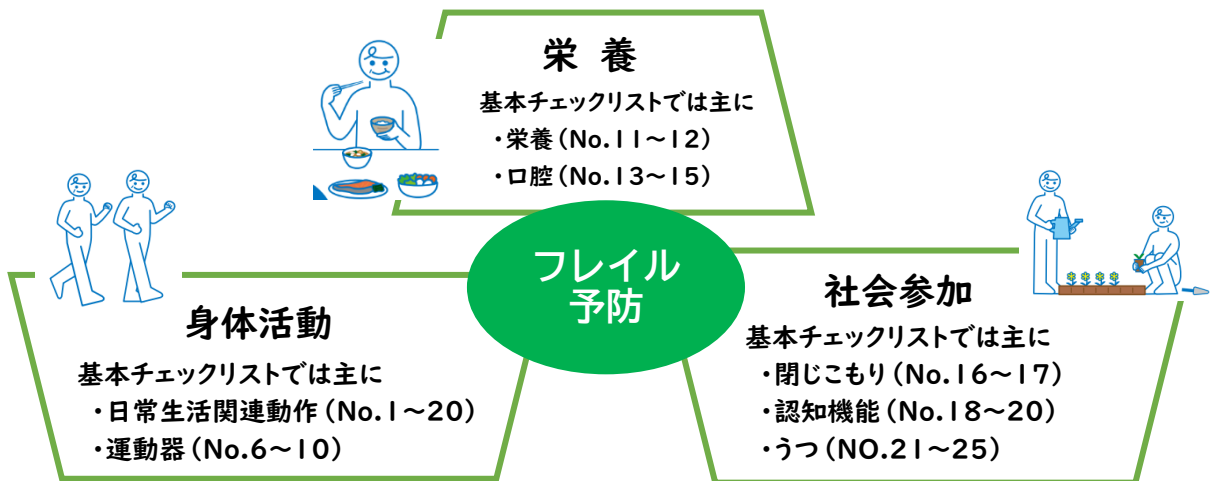 栄 養
基本チェックリストでは主に
・栄養(No.11~12)
・口腔(No.13~15)
フレイル
予防
身体活動
基本チェックリストでは主に
・日常生活関連動作(No.1~20)
・運動器(No.6~10)
社会参加
基本チェックリストでは主に
・閉じこもり(No.16~17)
・認知機能(No.18~20)
・うつ(NO.21~25)